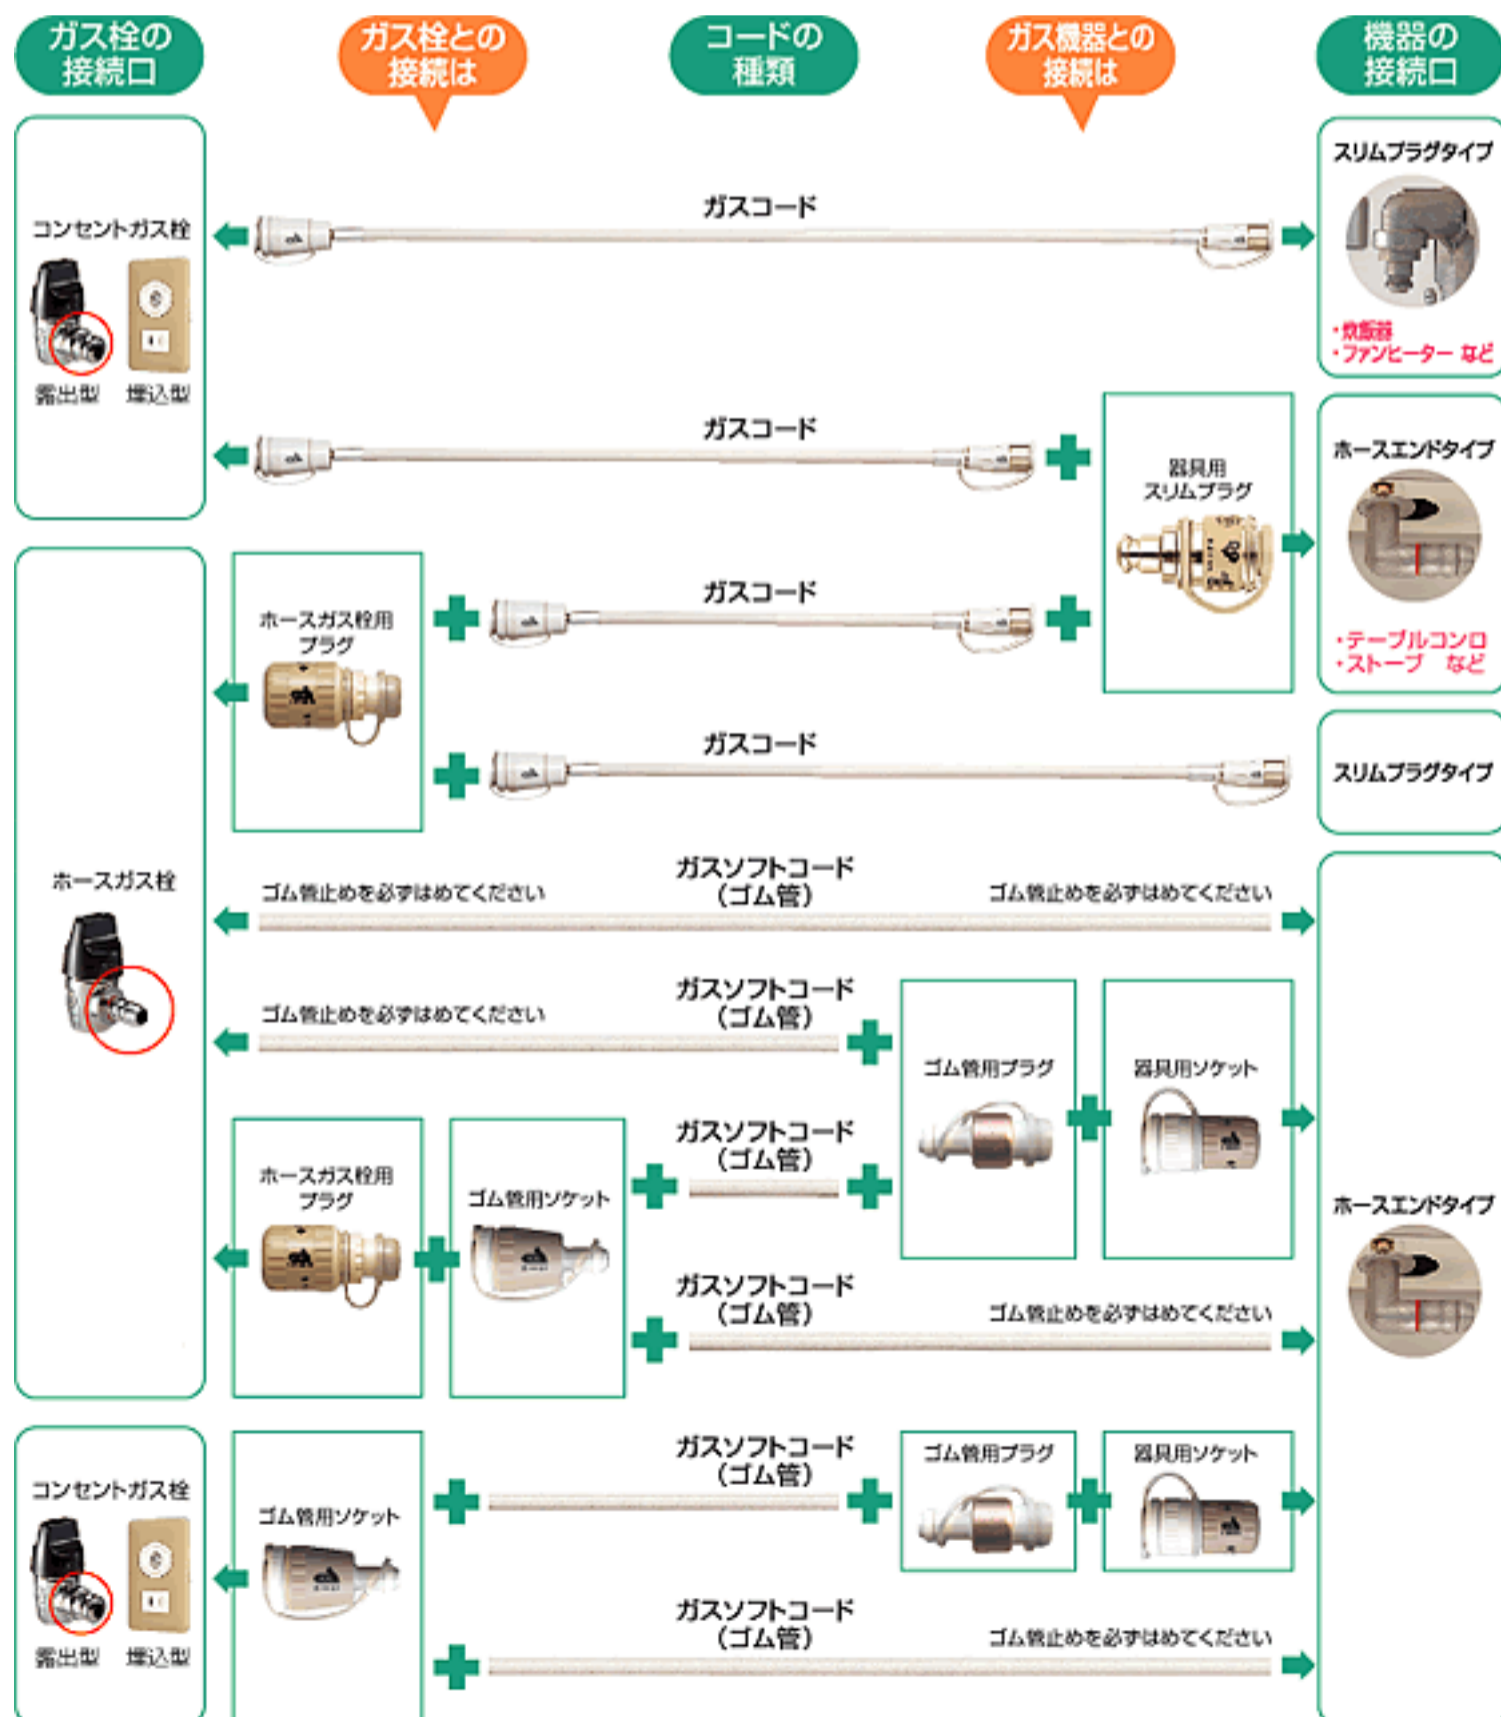 ガス栓の
接続口
ガス栓との
接続は
コードの
種類
ガス機器との
接続は
機器の
接続口
コンセントガス栓
露出型
埋込型
ガスコード
スリムプラグタイプ
・炊飯器
・ファンヒーター など
ガスコード
器具用
スリムプラグ
ホースエンドタイプ
・テーブルコンロ
・ストーブ など
ホースガス栓
ホースガス栓用
プラグ
ガスコード
ガスコード
スリムプラグタイプ
ゴム管止めを必ずはめてください
ガスソフトコード
（ゴム管）
ゴム管止めを必ずはめてください
ゴム管止めを必ずはめてください
ガスソフトコード
（ゴム管）
ゴム管用プラグ
器具用ソケット
ホースガス栓用
プラグ
ゴム管用ソケット
ガスソフトコード
（ゴム管）
ガスソフトコード
（ゴム管）
ゴム管止めを必ずはめてください
ホースエンドタイプ
コンセントガス栓
露出型
埋込型
ゴム管用ソケット
ガスソフトコード
（ゴム管）
ゴム管用プラグ
器具用ソケット
ガスソフトコード
（ゴム管）
ゴム管止めを必ずはめてください